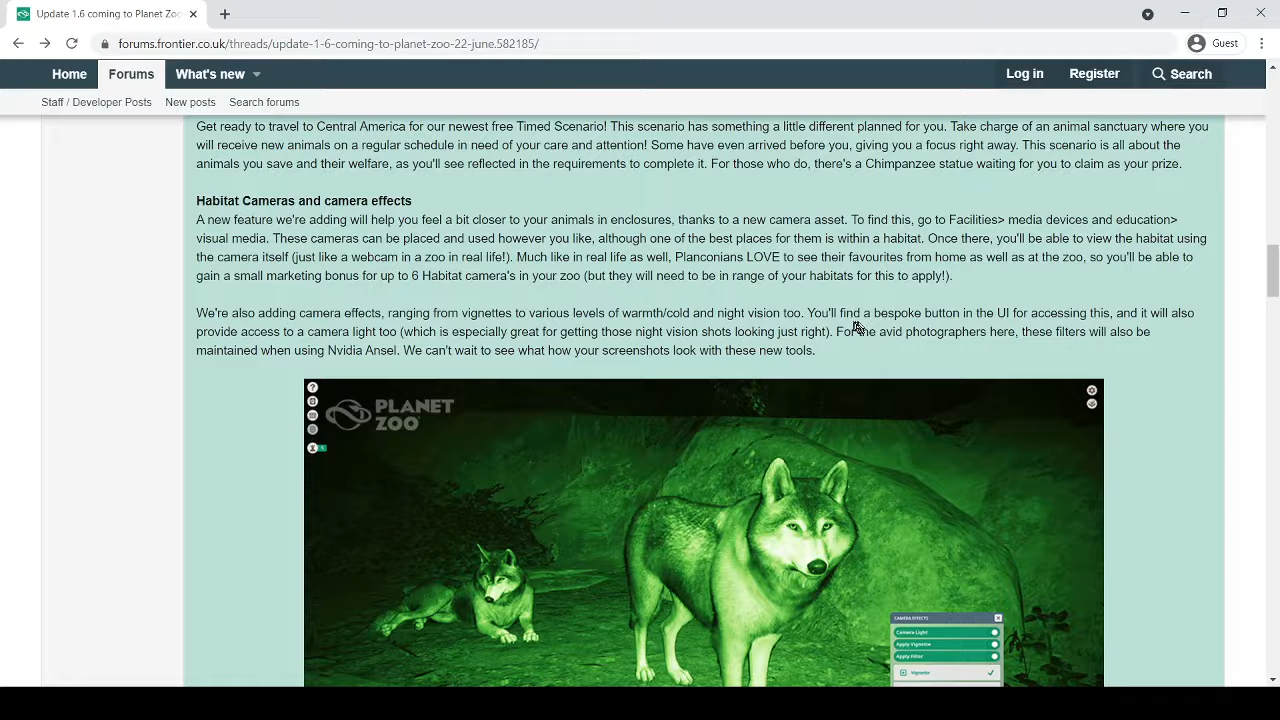 Update 1.6 coming to Planet Zoo
forums.frontier.co.uk/threads/update-1-6-coming-to-planet-zoo-22-june.582185/
Guest
Home
Forums
What's new
Log in
Register
Search
Staff / Developer Posts
New posts
Search forums
Get ready to travel to Central America for our newest free Timed Scenario! This scenario has something a little different planned for you. Take charge of an animal sanctuary where you
will receive new animals on a regular schedule in need of your care and attention! Some have even arrived before you, giving you a focus right away. This scenario is all about the
animals you save and their welfare, as you'll see reflected in the requirements to complete it. For those who do, there's a Chimpanzee statue waiting for you to claim as your prize.
Habitat Cameras and camera effects
A new feature we're adding will help you feel a bit closer to your animals in enclosures, thanks to a new camera asset. To find this, go to Facilities> media devices and education>
visual media. These cameras can be placed and used however you like, although one of the best places for them is within a habitat. Once there, you'll be able to view the habitat using
the camera itself (just like a webcam in a zoo in real life!). Much like in real life as well, Planconians LOVE to see their favourites from home as well as at the zoo, so you'll be able to
gain a small marketing bonus for up to 6 Habitat camera's in your zoo (but they will need to be in range of your habitats for this to apply!).
We're also adding camera effects, ranging from vignettes to various levels of warmth/cold and night vision too. You'll find a bespoke button in the UI for accessing this, and it will also
provide access to a camera light too (which is especially great for getting those night vision shots looking just right). For the avid photographers here, these filters will also be
maintained when using Nvidia Ansel. We can't wait to see what how your screenshots look with these new tools.
PLANET
ZOO
CAMERA EFFECTS
Camera Light
Apply Vignette
Apply Filter
Vignette